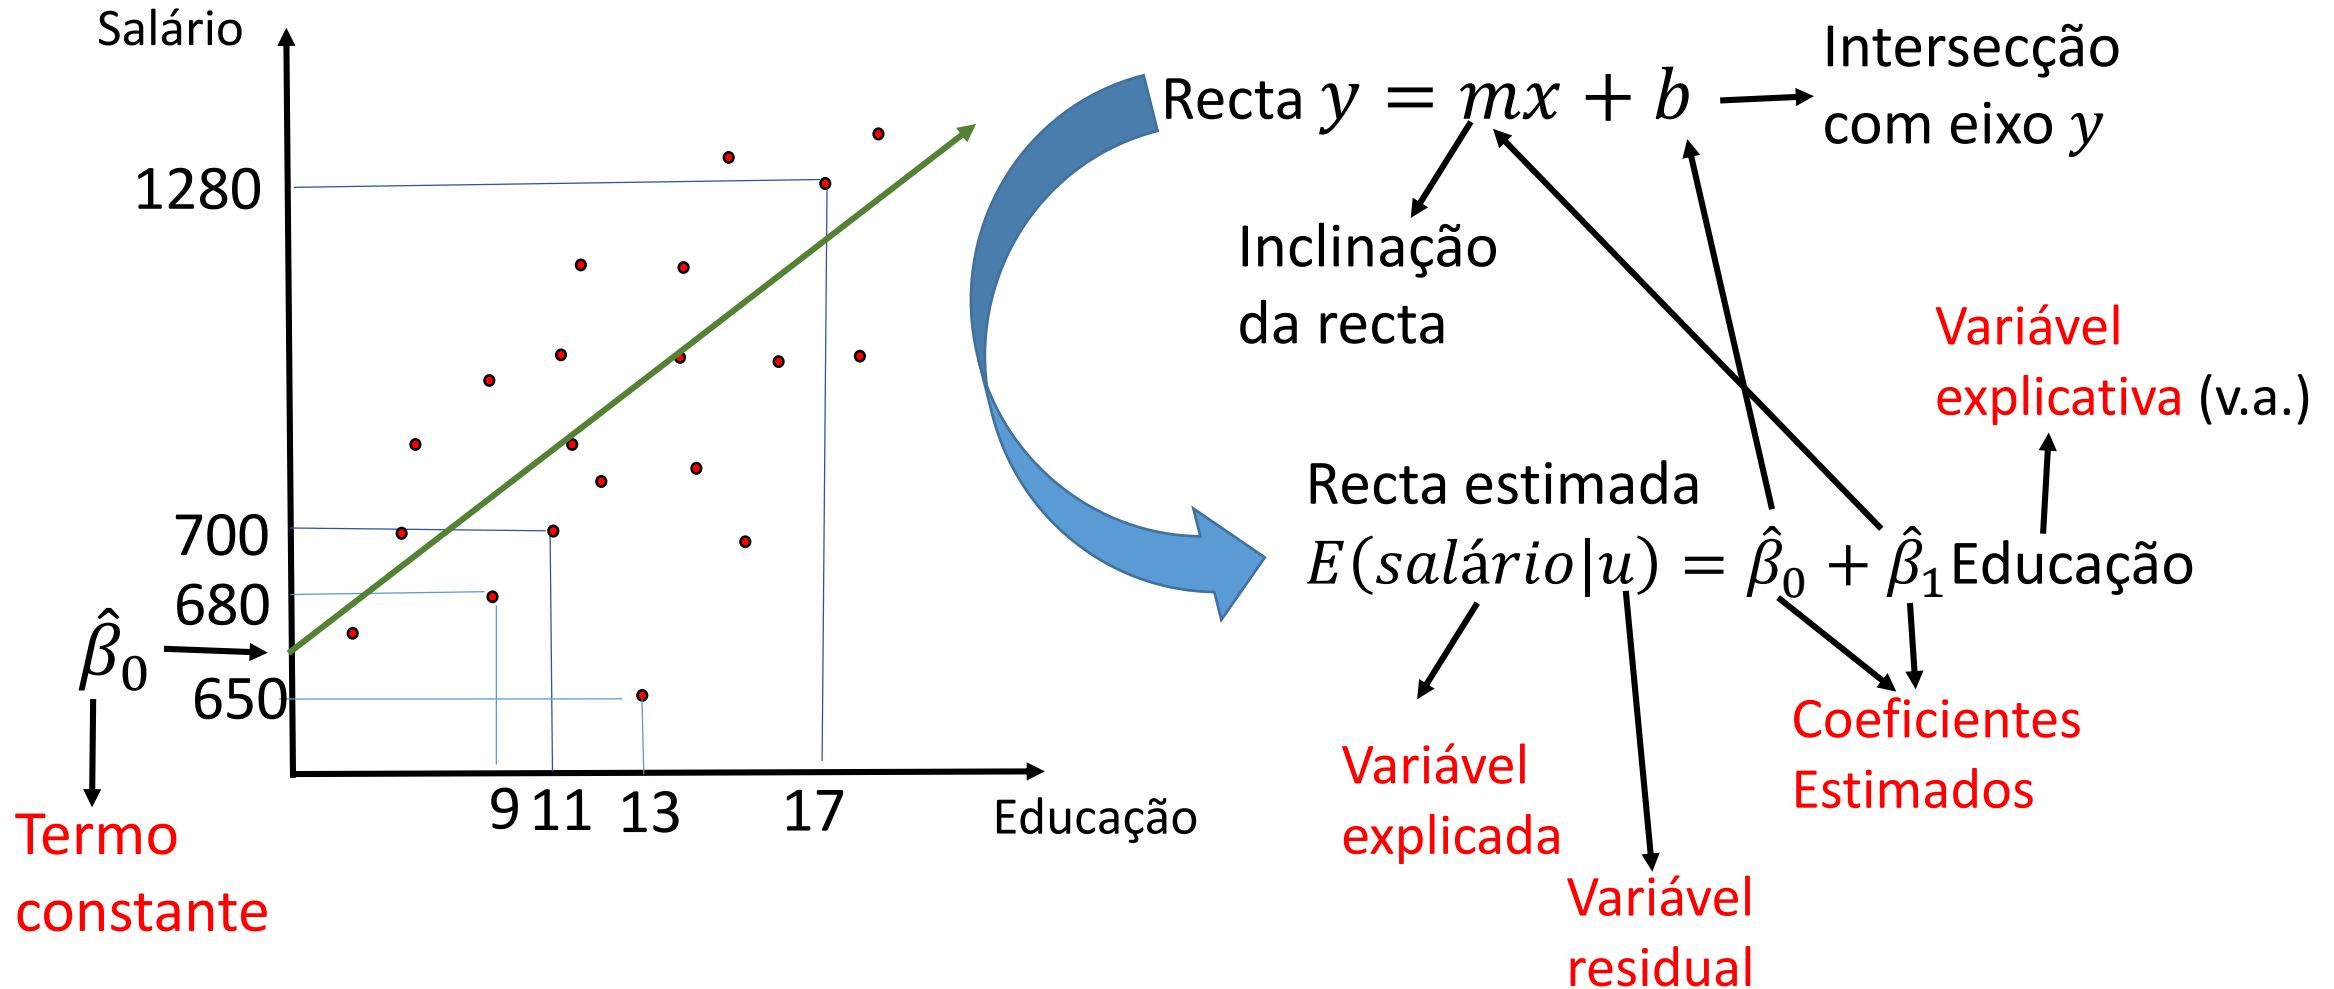 Salário
1280
700
680
β̂₀
650
Termo
constante
9 11 13 17
Educação
Recta y = mx + b
Intersecção
com eixo y
Inclinação
da recta
Variável
explicativa (v.a.)
Recta estimada
E(salário|u) = β̂₀ + β̂₁Educação
Coeficientes
Estimados
Variável
explicada
Variável
residual